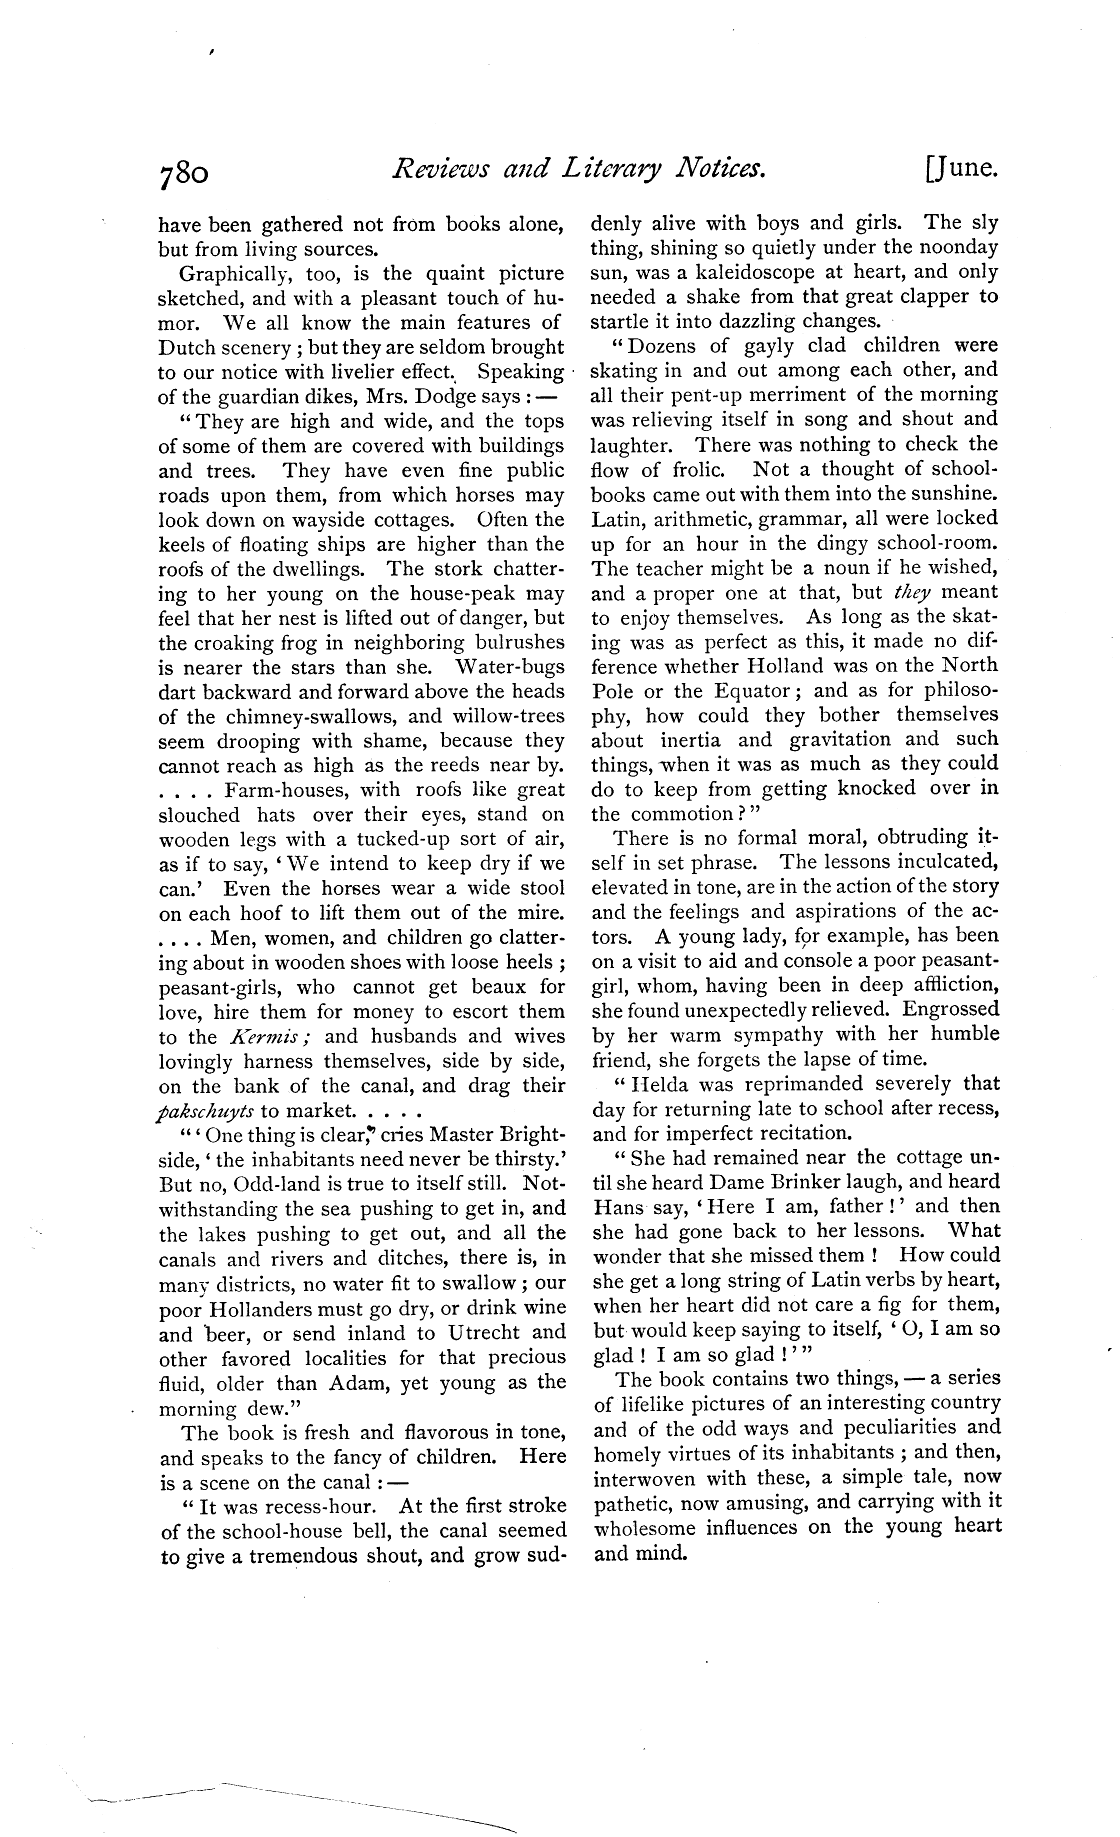 780 Reviews and Literary Notices. [June.
have been gathered not from books alone,
but from living sources.
Graphically, too, is the quaint picture
sketched, and with a pleasant touch of hu-
mor. We all know the main features of
Dutch scenery ; but they are seldom brought
to our notice with livelier effect. Speaking
of the guardian dikes, Mrs. Dodge says : —
" They are high and wide, and the tops
of some of them are covered with buildings
and trees. They have even fine public
roads upon them, from which horses may
look down on wayside cottages. Often the
keels of floating ships are higher than the
roofs of the dwellings. The stork chatter-
ing to her young on the house-peak may
feel that her nest is lifted out of danger, but
the croaking frog in neighboring bulrushes
is nearer the stars than she. Water-bugs
dart backward and forward above the heads
of the chimney-swallows, and willow-trees
seem drooping with shame, because they
cannot reach as high as the reeds near by.
. . . . Farm-houses, with roofs like great
slouched hats over their eyes, stand on
wooden legs with a tucked-up sort of air,
as if to say, ' We intend to keep dry if we
can.' Even the horses wear a wide stool
on each hoof to lift them out of the mire.
. . . . Men, women, and children go clatter-
ing about in wooden shoes with loose heels ;
peasant-girls, who cannot get beaux for
love, hire them for money to escort them
to the Kermis ; and husbands and wives
lovingly harness themselves, side by side,
on the bank of the canal, and drag their
pakschuyts to market. . . . .
" ' One thing is clear,' cries Master Bright-
side, ' the inhabitants need never be thirsty.'
But no, Odd-land is true to itself still. Not-
withstanding the sea pushing to get in, and
the lakes pushing to get out, and all the
canals and rivers and ditches, there is, in
many districts, no water fit to swallow ; our
poor Hollanders must go dry, or drink wine
and beer, or send inland to Utrecht and
other favored localities for that precious
fluid, older than Adam, yet young as the
morning dew."
The book is fresh and flavorous in tone,
and speaks to the fancy of children. Here
is a scene on the canal : —
" It was recess-hour. At the first stroke
of the school-house bell, the canal seemed
to give a tremendous shout, and grow sud-
denly alive with boys and girls. The sly
thing, shining so quietly under the noonday
sun, was a kaleidoscope at heart, and only
needed a shake from that great clapper to
startle it into dazzling changes.
" Dozens of gayly clad children were
skating in and out among each other, and
all their pent-up merriment of the morning
was relieving itself in song and shout and
laughter. There was nothing to check the
flow of frolic. Not a thought of school-
books came out with them into the sunshine.
Latin, arithmetic, grammar, all were locked
up for an hour in the dingy school-room.
The teacher might be a noun if he wished,
and a proper one at that, but they meant
to enjoy themselves. As long as the skat-
ing was as perfect as this, it made no dif-
ference whether Holland was on the North
Pole or the Equator ; and as for philoso-
phy, how could they bother themselves
about inertia and gravitation and such
things, when it was as much as they could
do to keep from getting knocked over in
the commotion ? "
There is no formal moral, obtruding it-
self in set phrase. The lessons inculcated,
elevated in tone, are in the action of the story
and the feelings and aspirations of the ac-
tors. A young lady, for example, has been
on a visit to aid and console a poor peasant-
girl, whom, having been in deep affliction,
she found unexpectedly relieved. Engrossed
by her warm sympathy with her humble
friend, she forgets the lapse of time.
" Helda was reprimanded severely that
day for returning late to school after recess,
and for imperfect recitation.
" She had remained near the cottage un-
til she heard Dame Brinker laugh, and heard
Hans say, ' Here I am, father ! ' and then
she had gone back to her lessons. What
wonder that she missed them ! How could
she get a long string of Latin verbs by heart,
when her heart did not care a fig for them,
but would keep saying to itself, ' O, I am so
glad ! I am so glad ! ' "
The book contains two things, — a series
of lifelike pictures of an interesting country
and of the odd ways and peculiarities and
homely virtues of its inhabitants ; and then,
interwoven with these, a simple tale, now
pathetic, now amusing, and carrying with it
wholesome influences on the young heart
and mind.